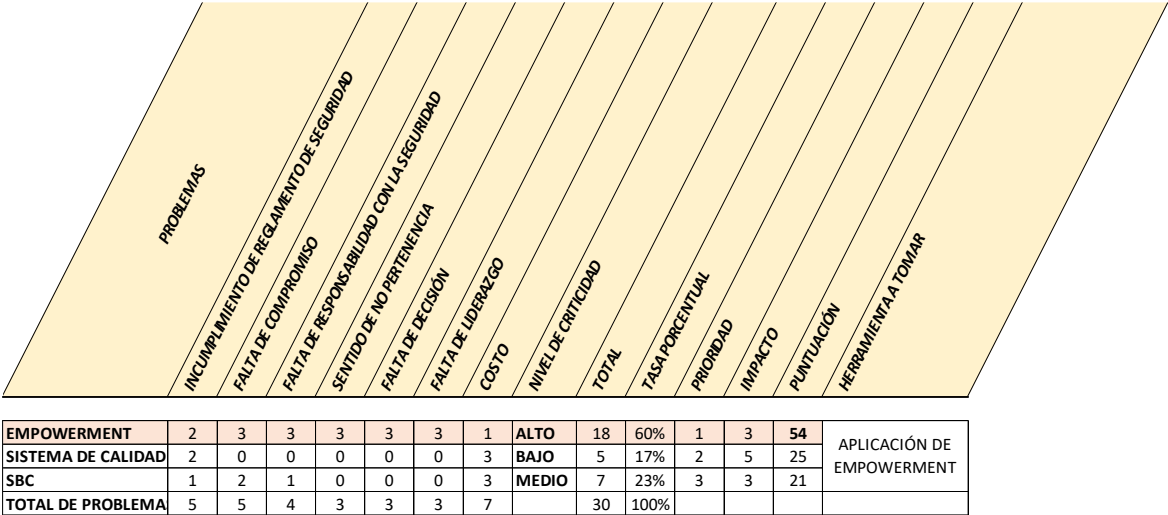 PROBLEMAS
INCUMPLIMIENTO DE REGLAMENTO DE SEGURIDAD
FALTA DE COMPROMISO
FALTA DE RESPONSABILIDAD CON LA SEGURIDAD
SENTIDO DE NO PERTENENCIA
FALTA DE DECISIÓN
FALTA DE LIDERAZGO
COSTO
NIVEL DE CRITICIDAD
TOTAL
TASA PORCENTUAL
PRIORIDAD
IMPACTO
PUNTUACIÓN
HERRAMIENTA A TOMAR
EMPOWERMENT 2 3 3 3 3 3 1 ALTO 18 60% 1 3 54
SISTEMA DE CALIDAD 2 0 0 0 0 0 3 BAJO 5 17% 2 5 25
SBC 1 2 1 0 0 0 3 MEDIO 7 23% 3 3 21
APLICACIÓN DE
EMPOWERMENT
TOTAL DE PROBLEMA 5 5 4 3 3 3 7 30 100%